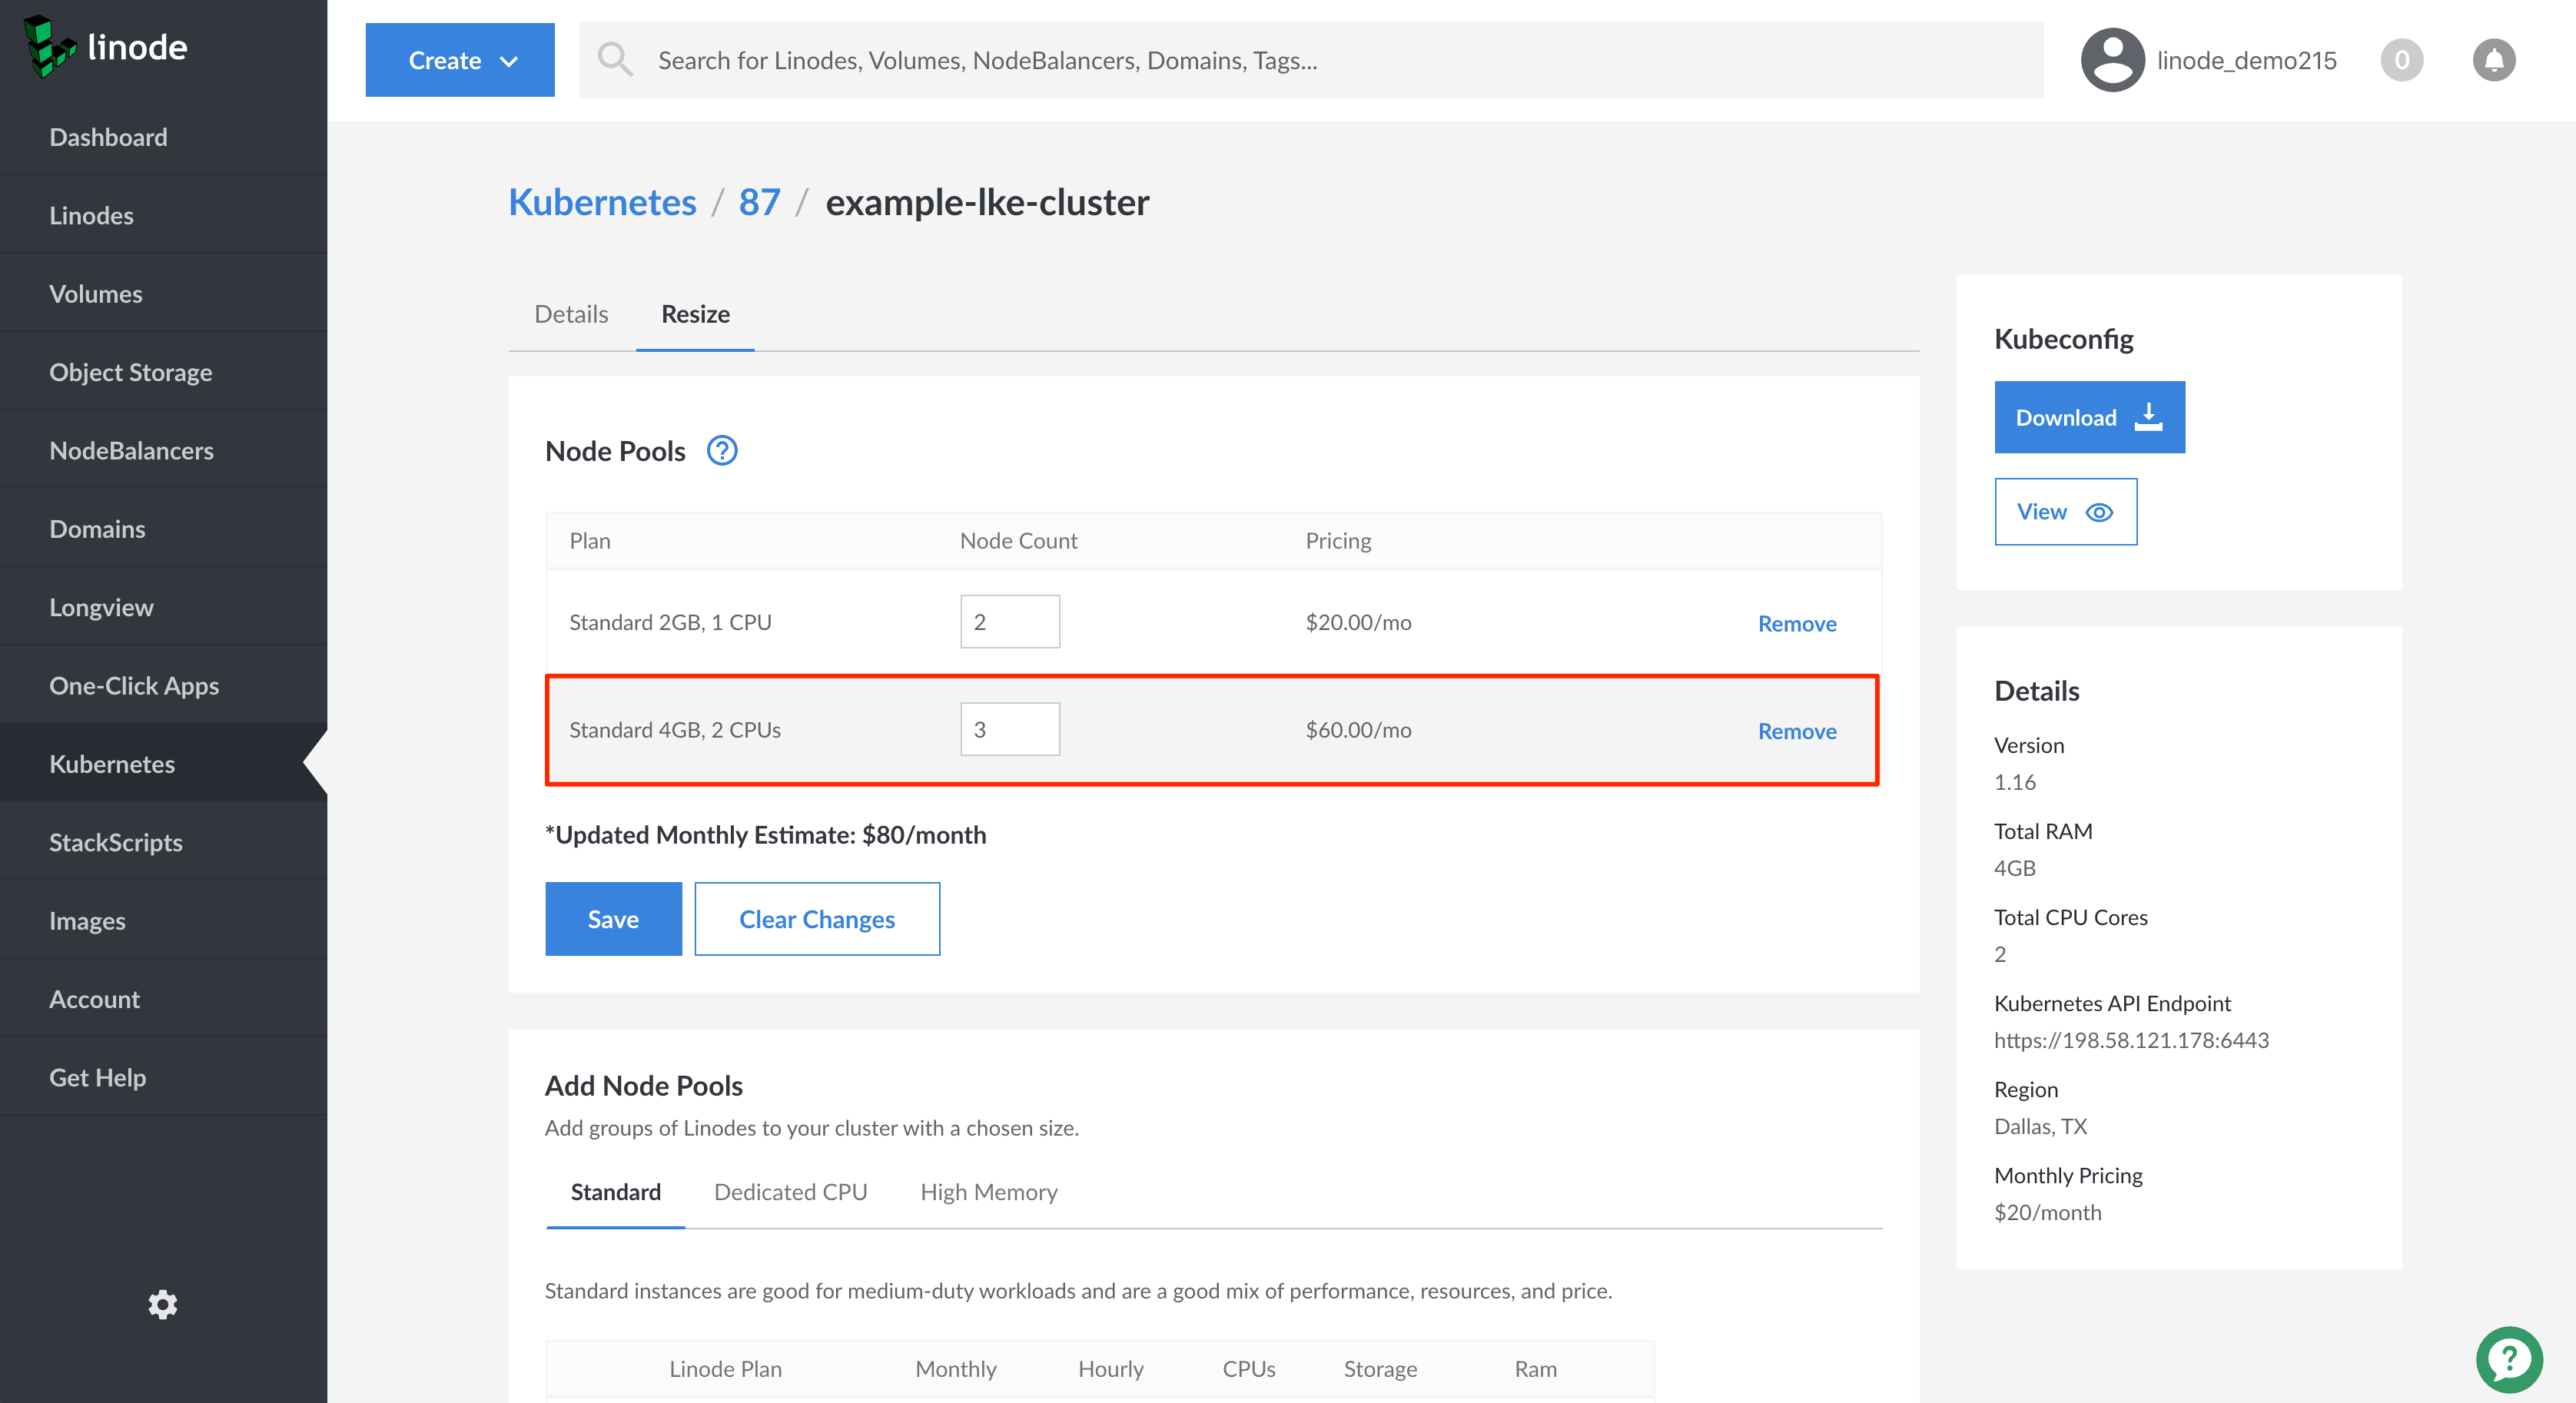 linode
Create
Search for Linodes, Volumes, NodeBalancers, Domains, Tags...
linode_demo215
0
Dashboard
Linodes
Volumes
Object Storage
NodeBalancers
Domains
Longview
One-Click Apps
Kubernetes
StackScripts
Images
Account
Get Help
Kubernetes / 87 / example-lke-cluster
Details Resize
Node Pools ?
Plan Node Count Pricing
Standard 2GB, 1 CPU 2 $20.00/mo Remove
Standard 4GB, 2 CPUs 3 $60.00/mo Remove
*Updated Monthly Estimate: $80/month
Save Clear Changes
Add Node Pools
Add groups of Linodes to your cluster with a chosen size.
Standard Dedicated CPU High Memory
Standard instances are good for medium-duty workloads and are a good mix of performance, resources, and price.
Linode Plan Monthly Hourly CPUs Storage Ram
Kubeconfig
Download
View
Details
Version
1.16
Total RAM
4GB
Total CPU Cores
2
Kubernetes API Endpoint
https://198.58.121.178:6443
Region
Dallas, TX
Monthly Pricing
$20/month
?